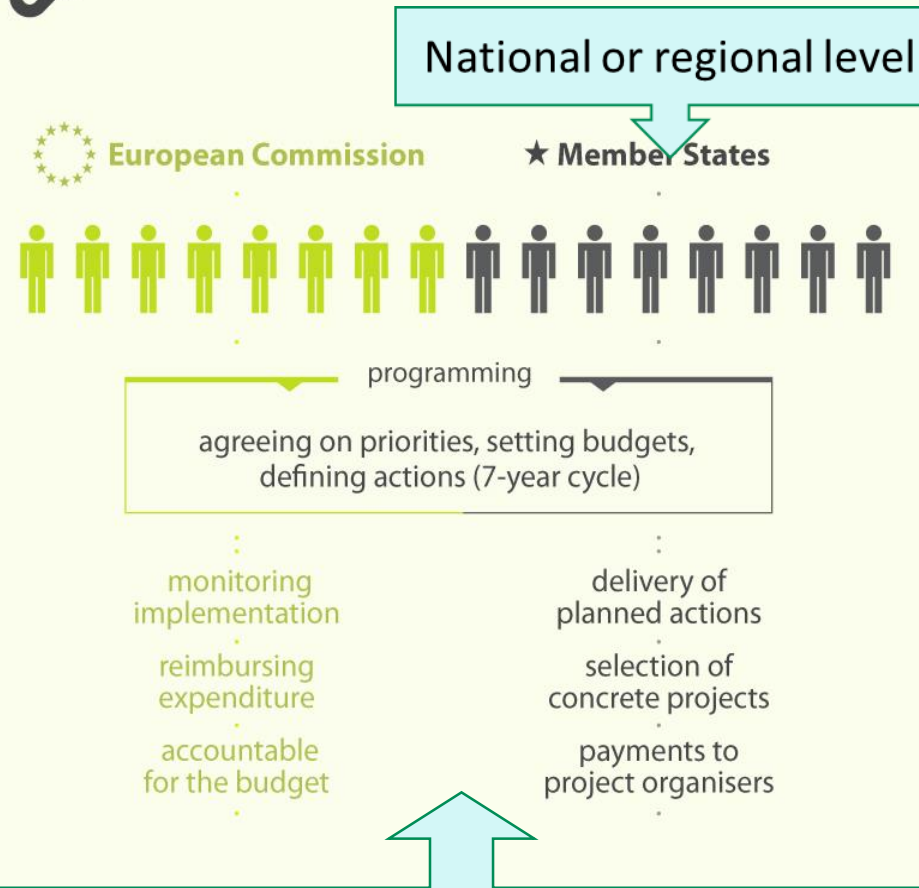 National or regional level
European Commission
★ Member States
programming
agreeing on priorities, setting budgets,
defining actions (7-year cycle)
monitoring
implementation
reimbursing
expenditure
accountable
for the budget
delivery of
planned actions
selection of
concrete projects
payments to
project organisers